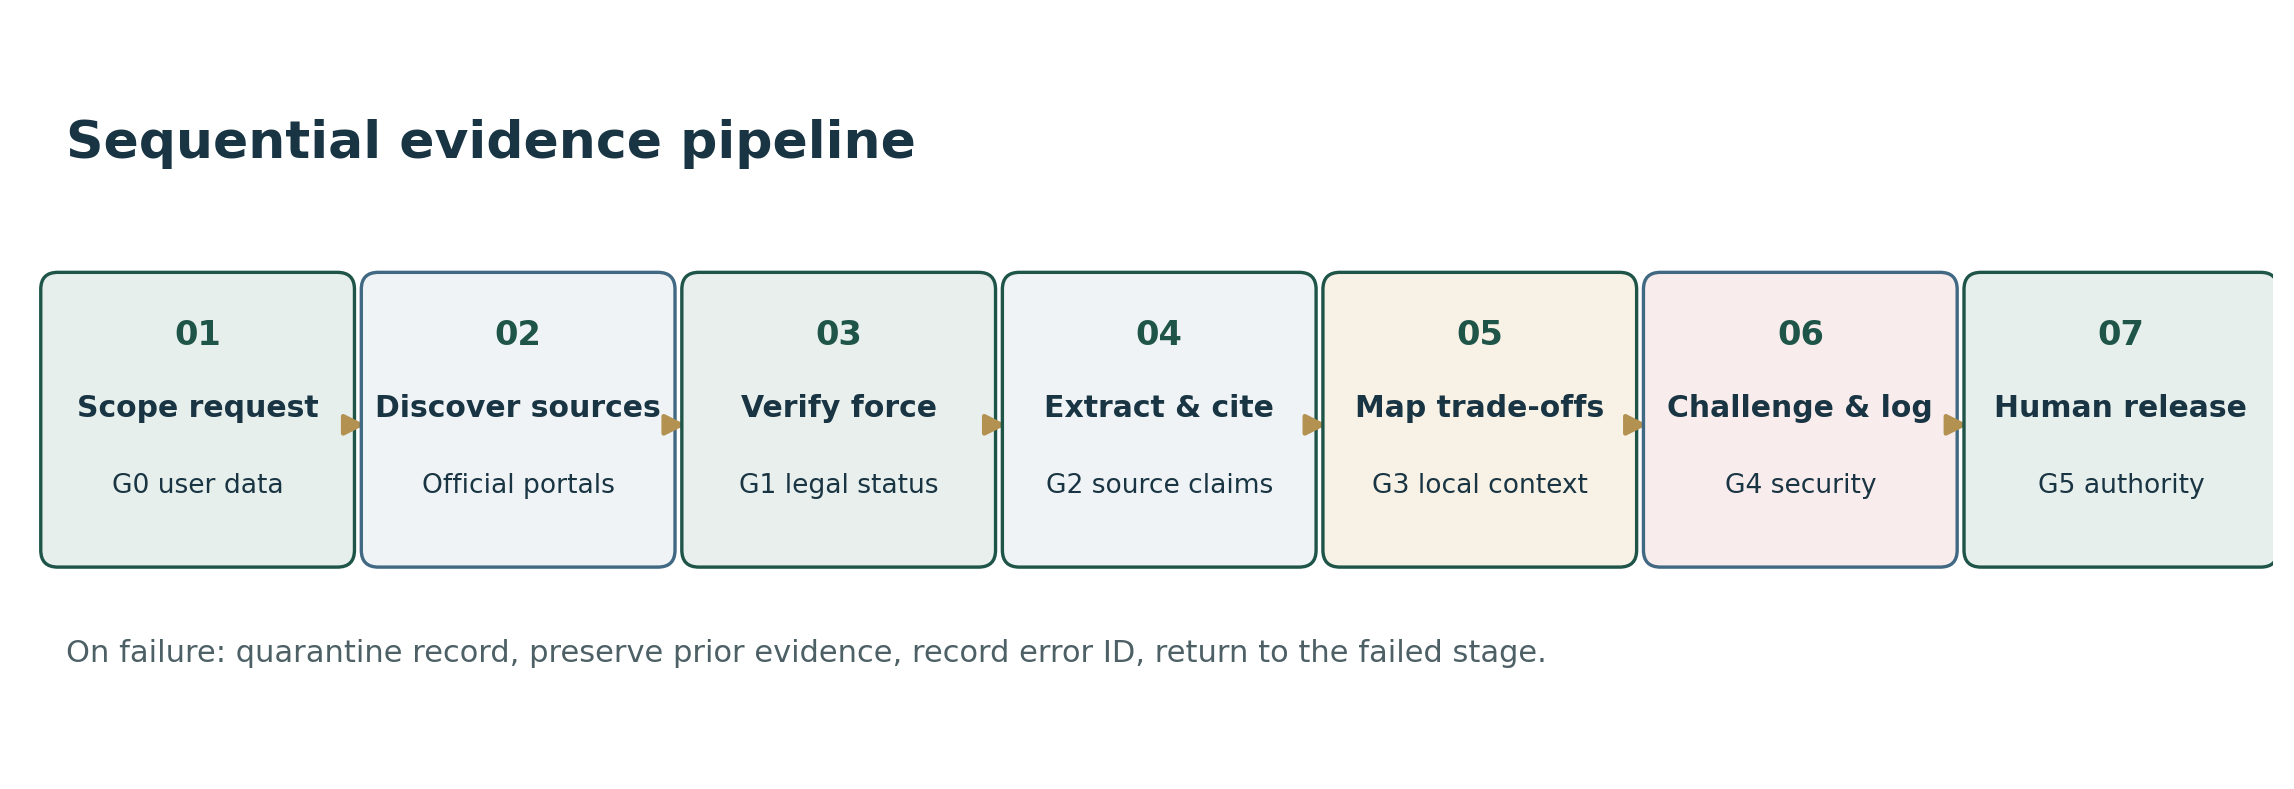 Sequential evidence pipeline
01
Scope request
G0 user data
02
Discover sources
Official portals
03
Verify force
G1 legal status
04
Extract & cite
G2 source claims
05
Map trade-offs
G3 local context
06
Challenge & log
G4 security
07
Human release
G5 authority
On failure: quarantine record, preserve prior evidence, record error ID, return to the failed stage.